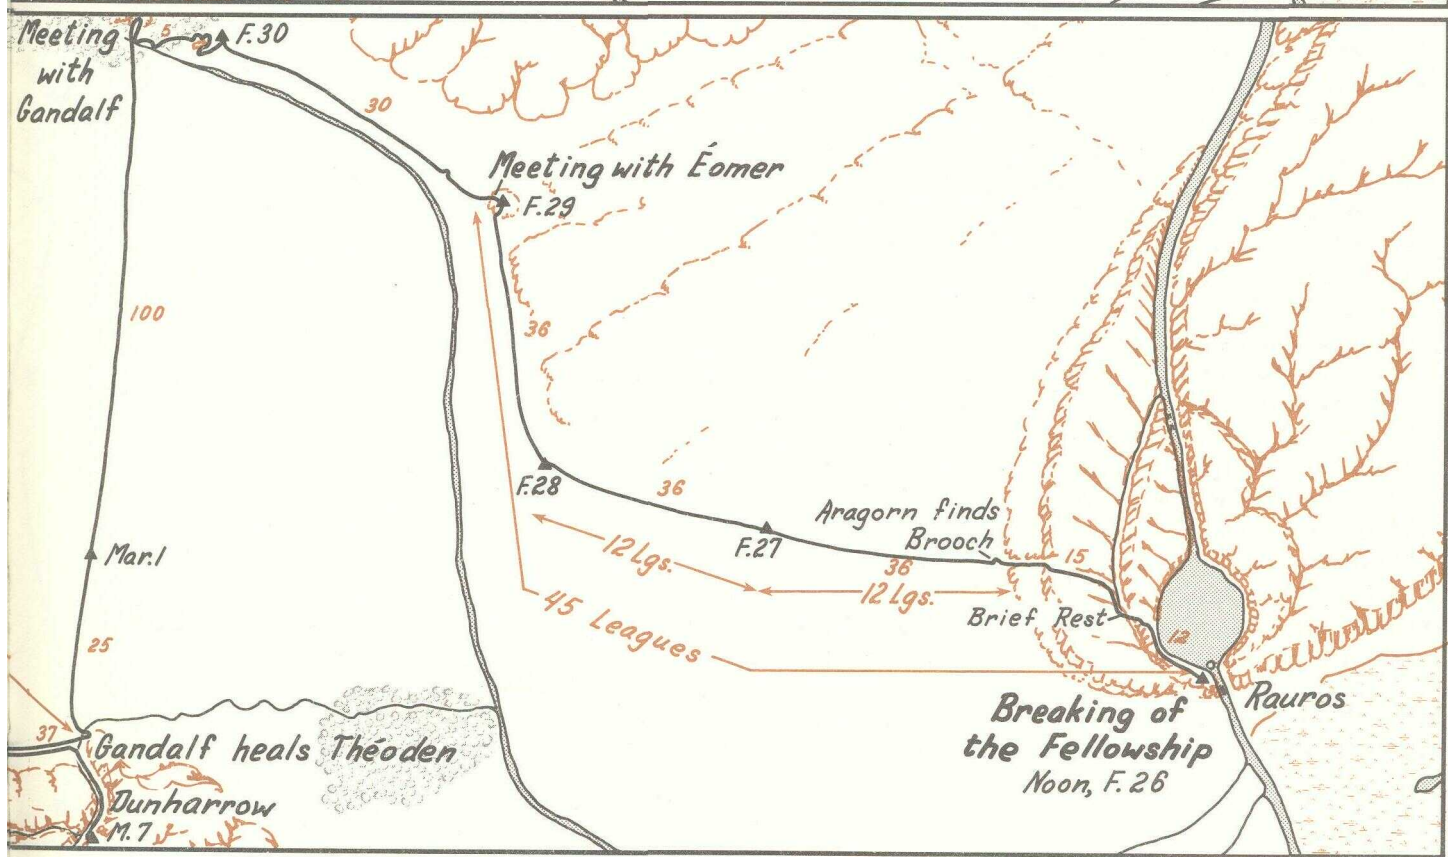 Meeting
with
Gandalf
5
F.30
30
Meeting with Éomer
F.29
100
36
F.28
36
Aragorn finds
Brooch
F.27
36
15
12 Lgs.
12 Lgs.
Mar.1
45 Leagues
Brief Rest
12
25
Rauros
Breaking of
the Fellowship
Noon, F. 26
37
Gandalf heals Théoden
Dunharrow
M.7